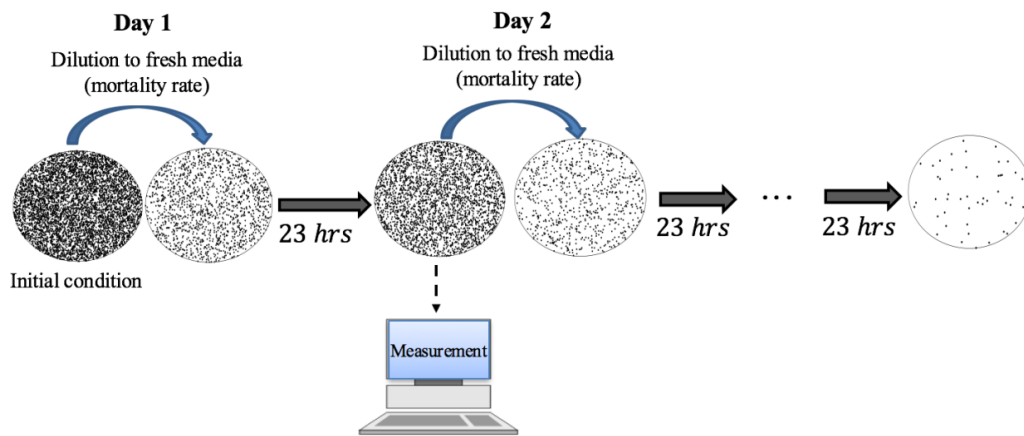 Day 1
Dilution to fresh media
(mortality rate)
Day 2
Dilution to fresh media
(mortality rate)
23 hrs
23 hrs
...
23 hrs
Initial condition
Measurement